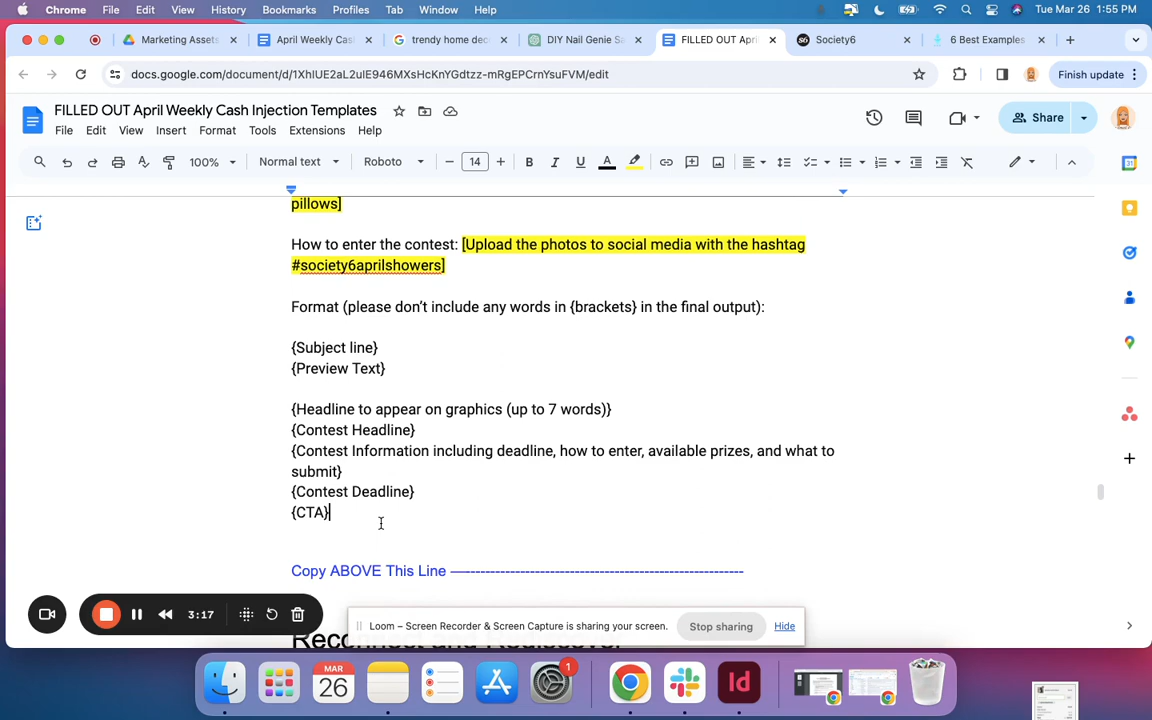 Chrome File Edit View History Bookmarks Profiles Tab Window Help Tue Mar 26 1:55 PM
Marketing Assets April Weekly Cas trendy home dec DIY Nail Genie Sa FILLED OUT Apri Society6 6 Best Examples
docs.google.com/document/d/1XhIUE2aL2uIE946MXsHcKnYGdtzz-mRgEPCrnYsuFVM/edit Finish update
FILLED OUT April Weekly Cash Injection Templates
File Edit View Insert Format Tools Extensions Help
Share
100% Normal text Roboto 14
pillows]
How to enter the contest: [Upload the photos to social media with the hashtag
#society6aprilshowers]
Format (please don’t include any words in {brackets} in the final output):
{Subject line}
{Preview Text}
{Headline to appear on graphics (up to 7 words)}
{Contest Headline}
{Contest Information including deadline, how to enter, available prizes, and what to
submit}
{Contest Deadline}
{CTA}
Copy ABOVE This Line —---------------------------------------------------------
3:17
Loom – Screen Recorder & Screen Capture is sharing your screen. Stop sharing Hide
Reconnect and Rediscover
MAR
26
1
Id